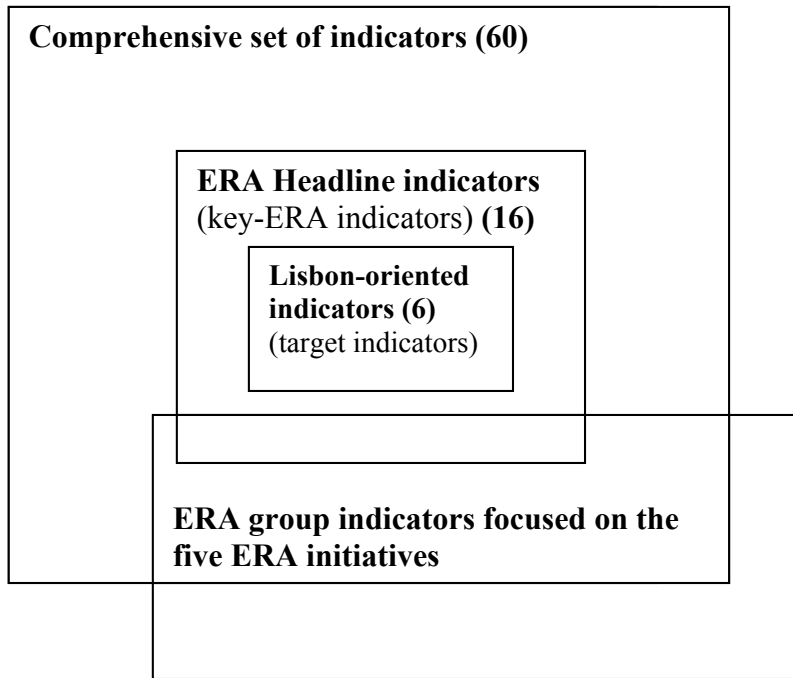 Comprehensive set of indicators (60)
ERA Headline indicators
(key-ERA indicators) (16)
Lisbon-oriented
indicators (6)
(target indicators)
ERA group indicators focused on the
five ERA initiatives